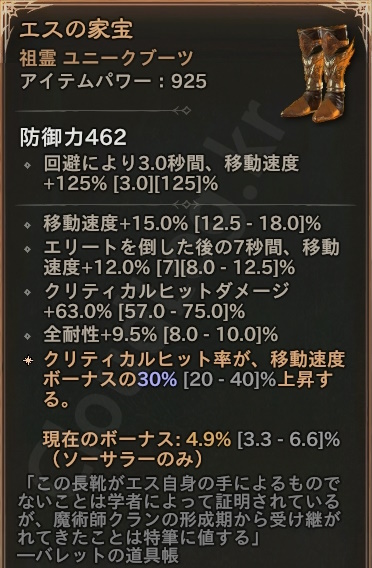 エスの家宝
祖霊 ユニークブーツ
アイテムパワー：925
防御力462
回避により3.0秒間、移動速度
+125% [3.0][125]%
移動速度+15.0% [12.5 - 18.0]%
エリートを倒した後の7秒間、移動
速度+12.0% [7][8.0 - 12.5]%
クリティカルヒットダメージ
+63.0% [57.0 - 75.0]%
全耐性+9.5% [8.0 - 10.0]%
クリティカルヒット率が、移動速度
ボーナスの30% [20 - 40]%上昇す
る。
現在のボーナス: 4.9% [3.3 - 6.6]%
（ソーサラーのみ）
「この長靴がエス自身の手によるもので
ないことは学者によって証明されている
が、魔術師クランの形成期から受け継が
れてきたことは特筆に値する」
―バレットの道具帳